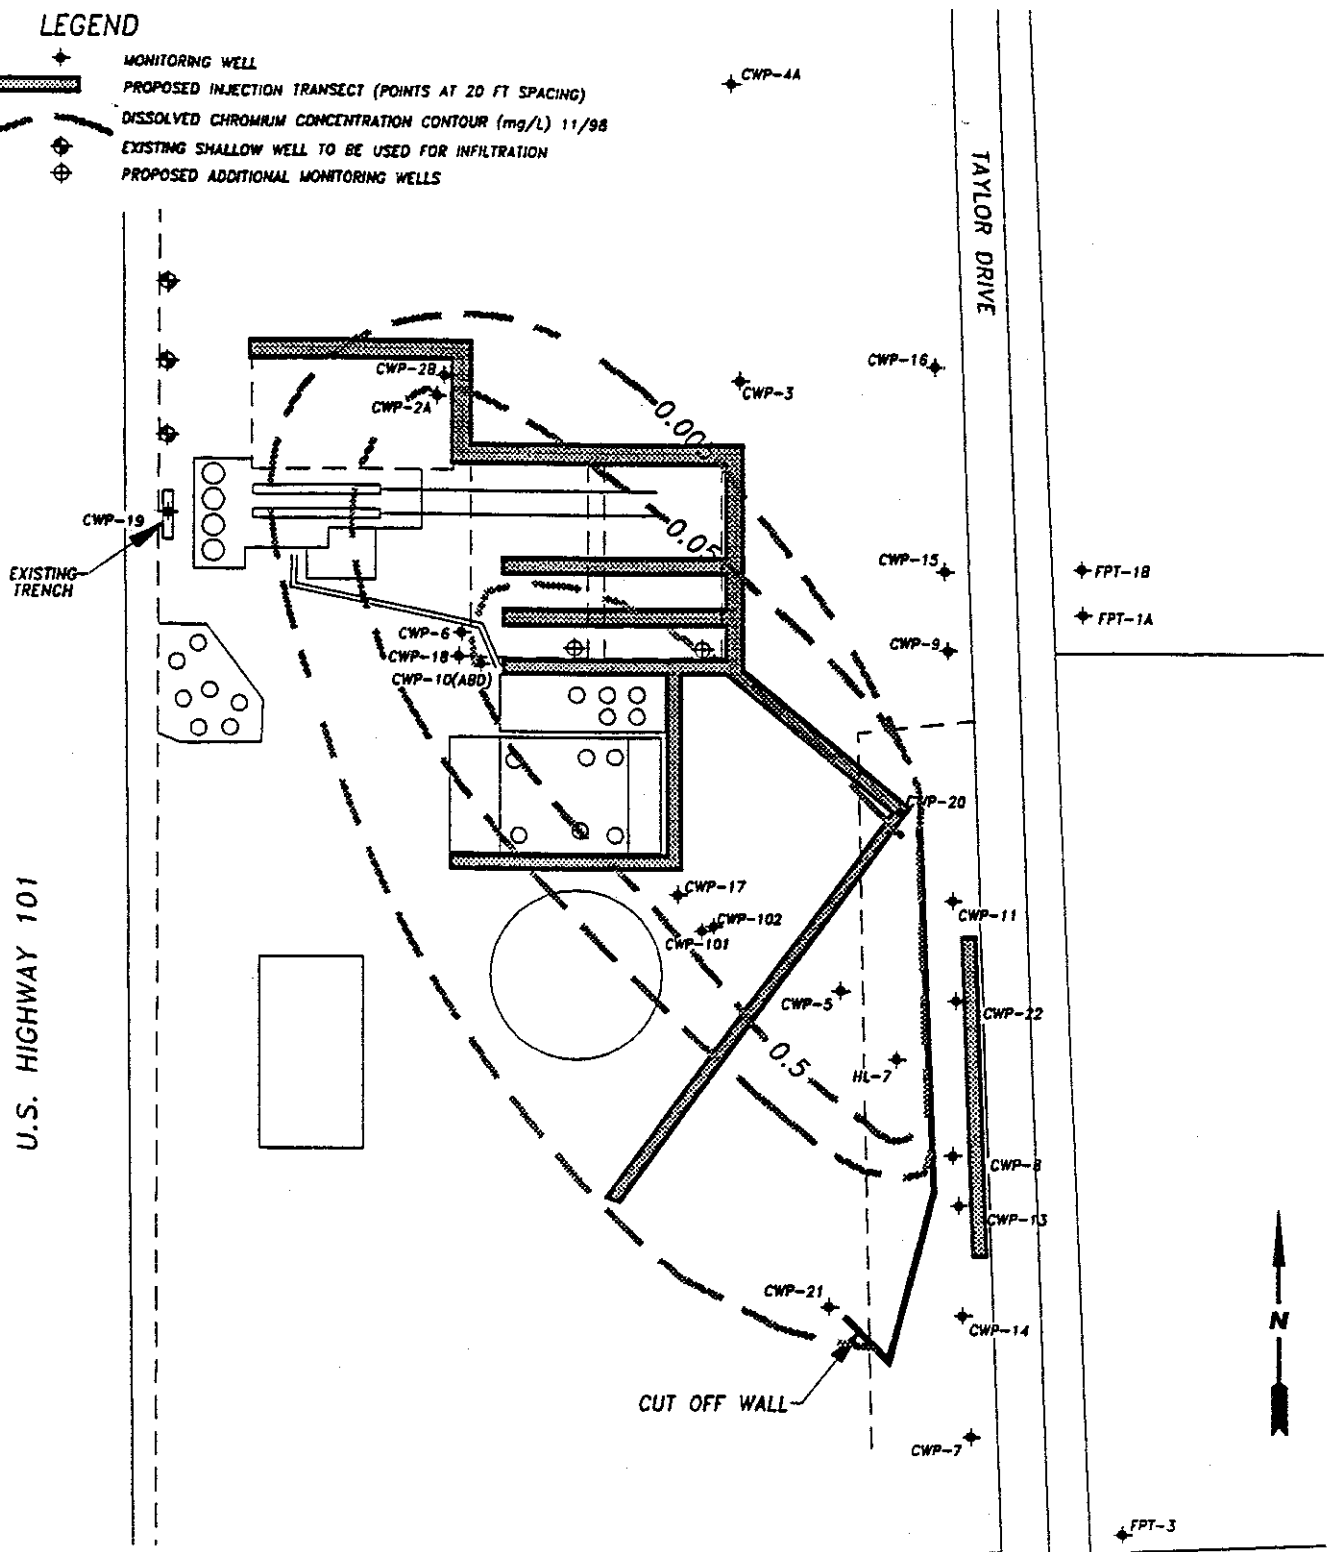 LEGEND
MONITORING WELL
PROPOSED INJECTION TRANSECT (POINTS AT 20 FT SPACING)
DISSOLVED CHROMIUM CONCENTRATION CONTOUR (mg/L) 11/98
EXISTING SHALLOW WELL TO BE USED FOR INFILTRATION
PROPOSED ADDITIONAL MONITORING WELLS
CWP-4A
TAYLOR DRIVE
CWP-16
CWP-2B
CWP-3
CWP-2A
0.005
CWP-19
0.05
EXISTING
TRENCH
CWP-15
FPT-1B
FPT-1A
CWP-6
CWP-9
CWP-18
CWP-10(ABD)
CWP-20
CWP-17
CWP-11
CWP-102
CWP-101
U.S. HIGHWAY 101
CWP-5
CWP-22
0.5
HL-7
CWP-8
CWP-13
CWP-21
CWP-14
N
CUT OFF WALL
CWP-7
FPT-3